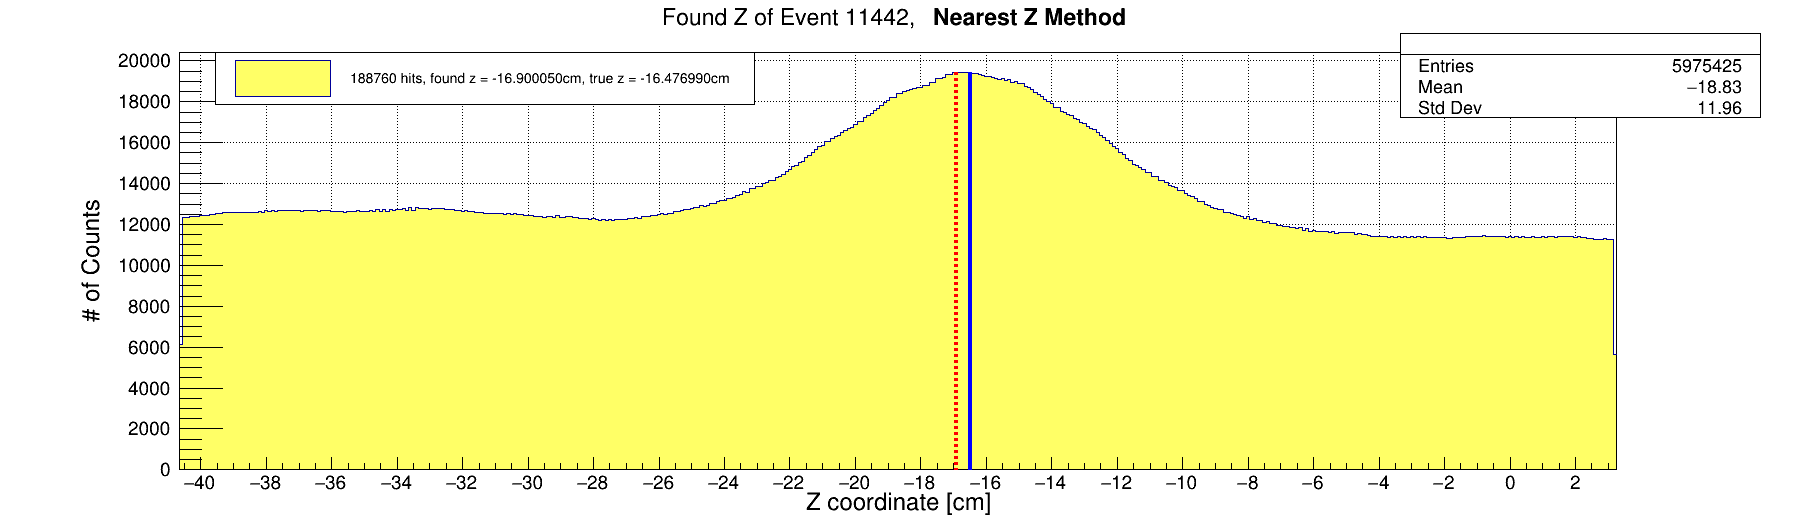 Found Z of Event 11442, Nearest Z Method
188760 hits, found z = -16.900050cm, true z = -16.476990cm
Entries 5975425
Mean −18.83
Std Dev 11.96
20000
18000
16000
14000
12000
10000
8000
6000
4000
2000
0
# of Counts
−40 −38 −36 −34 −32 −30 −28 −26 −24 −22 −20 −18 −16 −14 −12 −10 −8 −6 −4 −2 0 2
Z coordinate [cm]